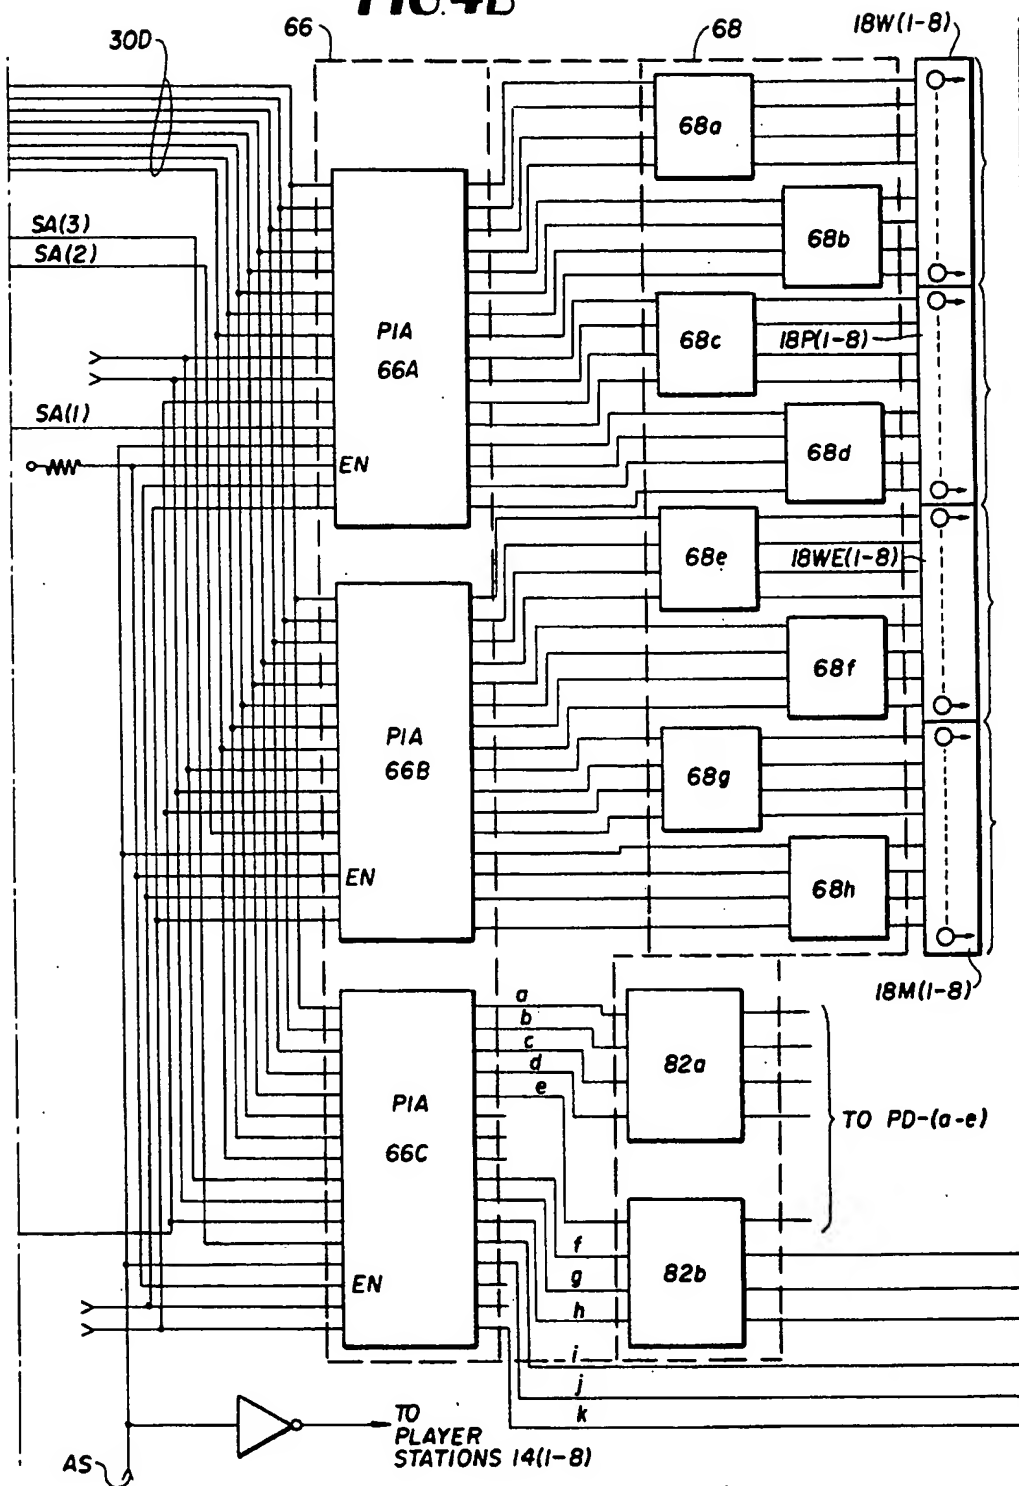 FIG. 4B
30D
66
68
18W(1-8)
68a
68b
SA(3)
SA(2)
PIA
66A
68c
18P(1-8)
SA(1)
EN
68d
68e
18WE(1-8)
68f
PIA
66B
68g
EN
68h
18M(1-8)
a
b
c
d
e
82a
PIA
66C
TO PD-(a-e)
f
g
h
82b
EN
i
j
k
TO
PLAYER
STATIONS 14(1-8)
AS